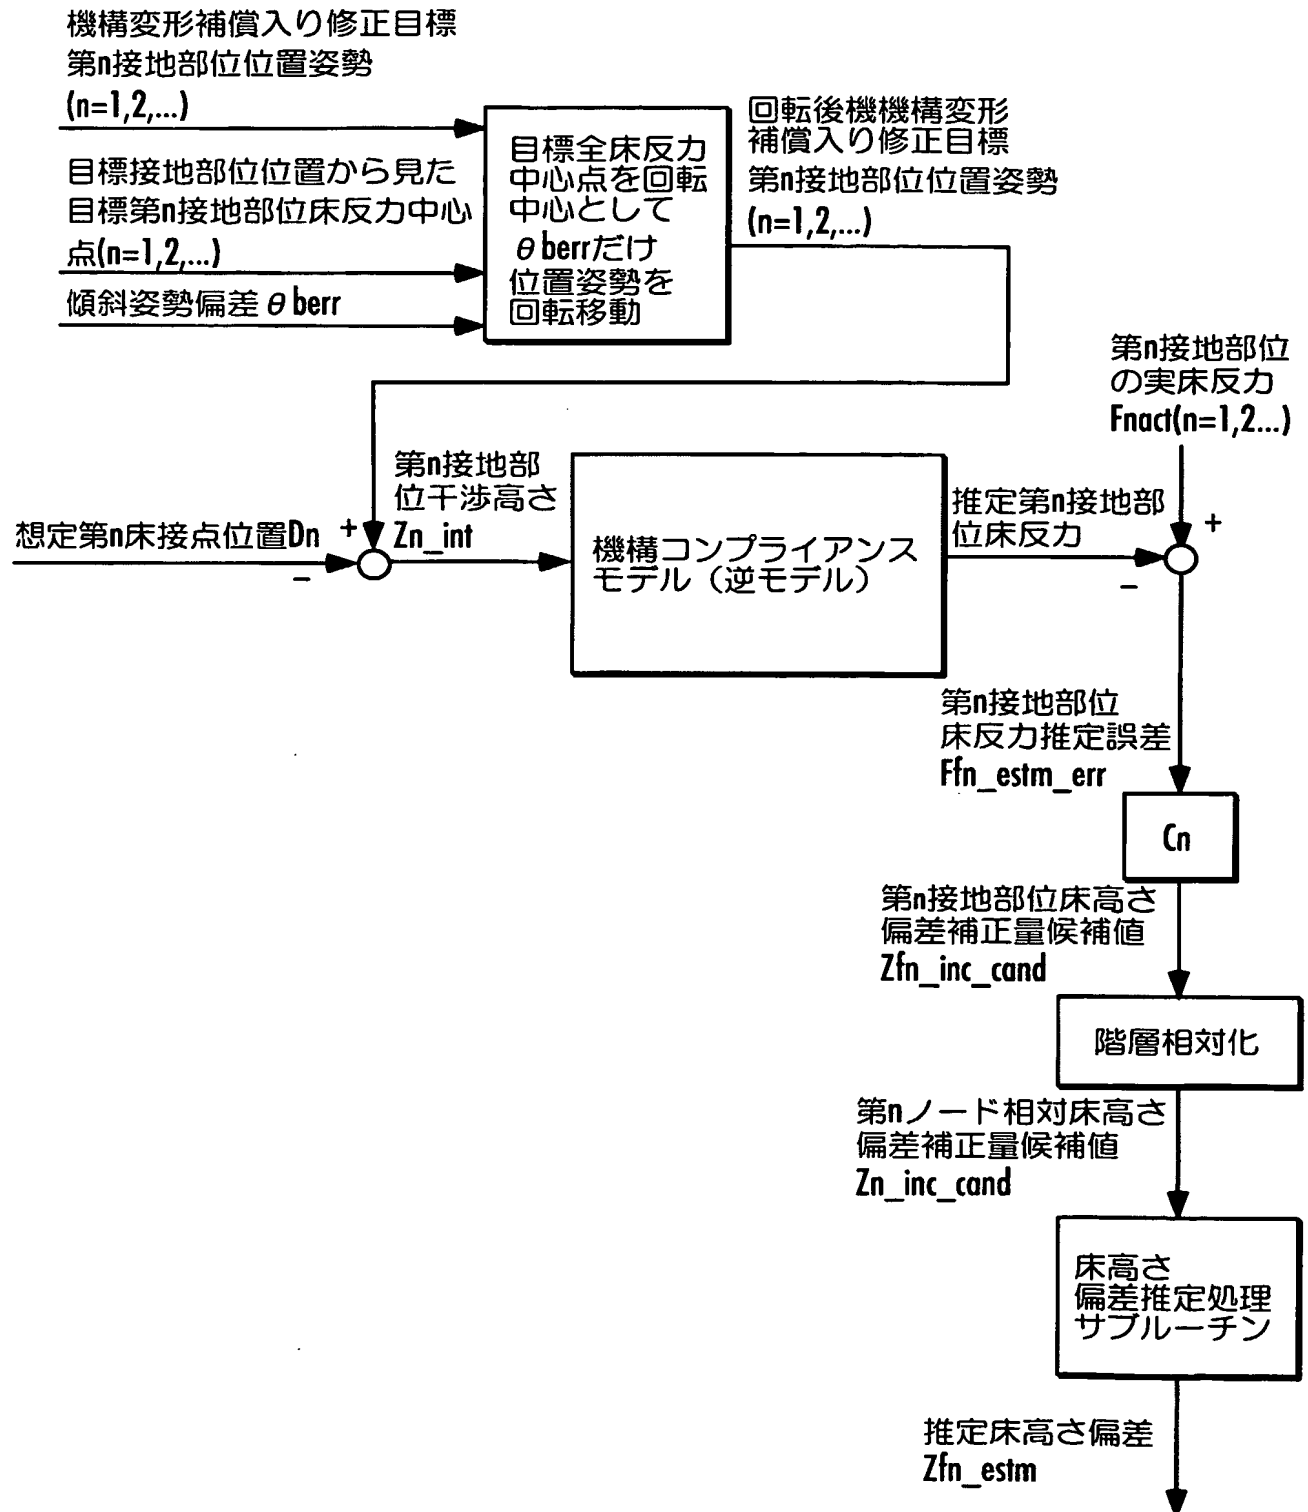 機構変形補償入り修正目標
第n接地部位位置姿勢
(n=1,2,...)
目標接地部位位置から見た
目標第n接地部位床反力中心
点(n=1,2,...)
傾斜姿勢偏差θberr
目標全床反力
中心点を回転
中心として
θberrだけ
位置姿勢を
回転移動
回転後機機構変形
補償入り修正目標
第n接地部位位置姿勢
(n=1,2,...)
第n接地部位
の実床反力
Fnact(n=1,2...)
想定第n床接点位置Dn
+
−
第n接地部
位干渉高さ
Zn_int
機構コンプライアンス
モデル（逆モデル）
推定第n接地部
位床反力
+
−
第n接地部位
床反力推定誤差
Ffn_estm_err
Cn
第n接地部位床高さ
偏差補正量候補値
Zfn_inc_cand
階層相対化
第nノード相対床高さ
偏差補正量候補値
Zn_inc_cand
床高さ
偏差推定処理
サブルーチン
推定床高さ偏差
Zfn_estm